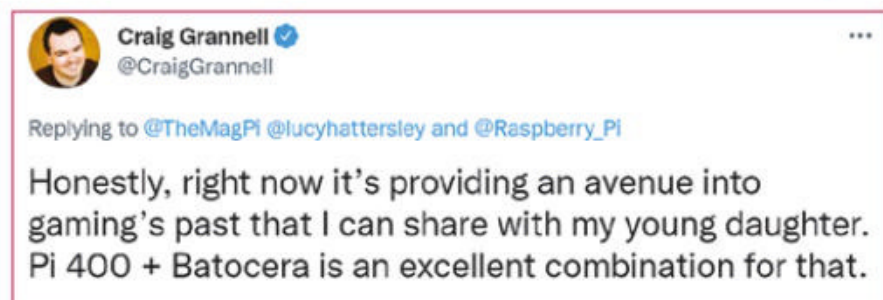 Craig Grannell
@CraigGrannell
Replying to @TheMagPi @lucyhattersley and @Raspberry_Pi
Honestly, right now it's providing an avenue into
gaming's past that I can share with my young daughter.
Pi 400 + Batocera is an excellent combination for that.